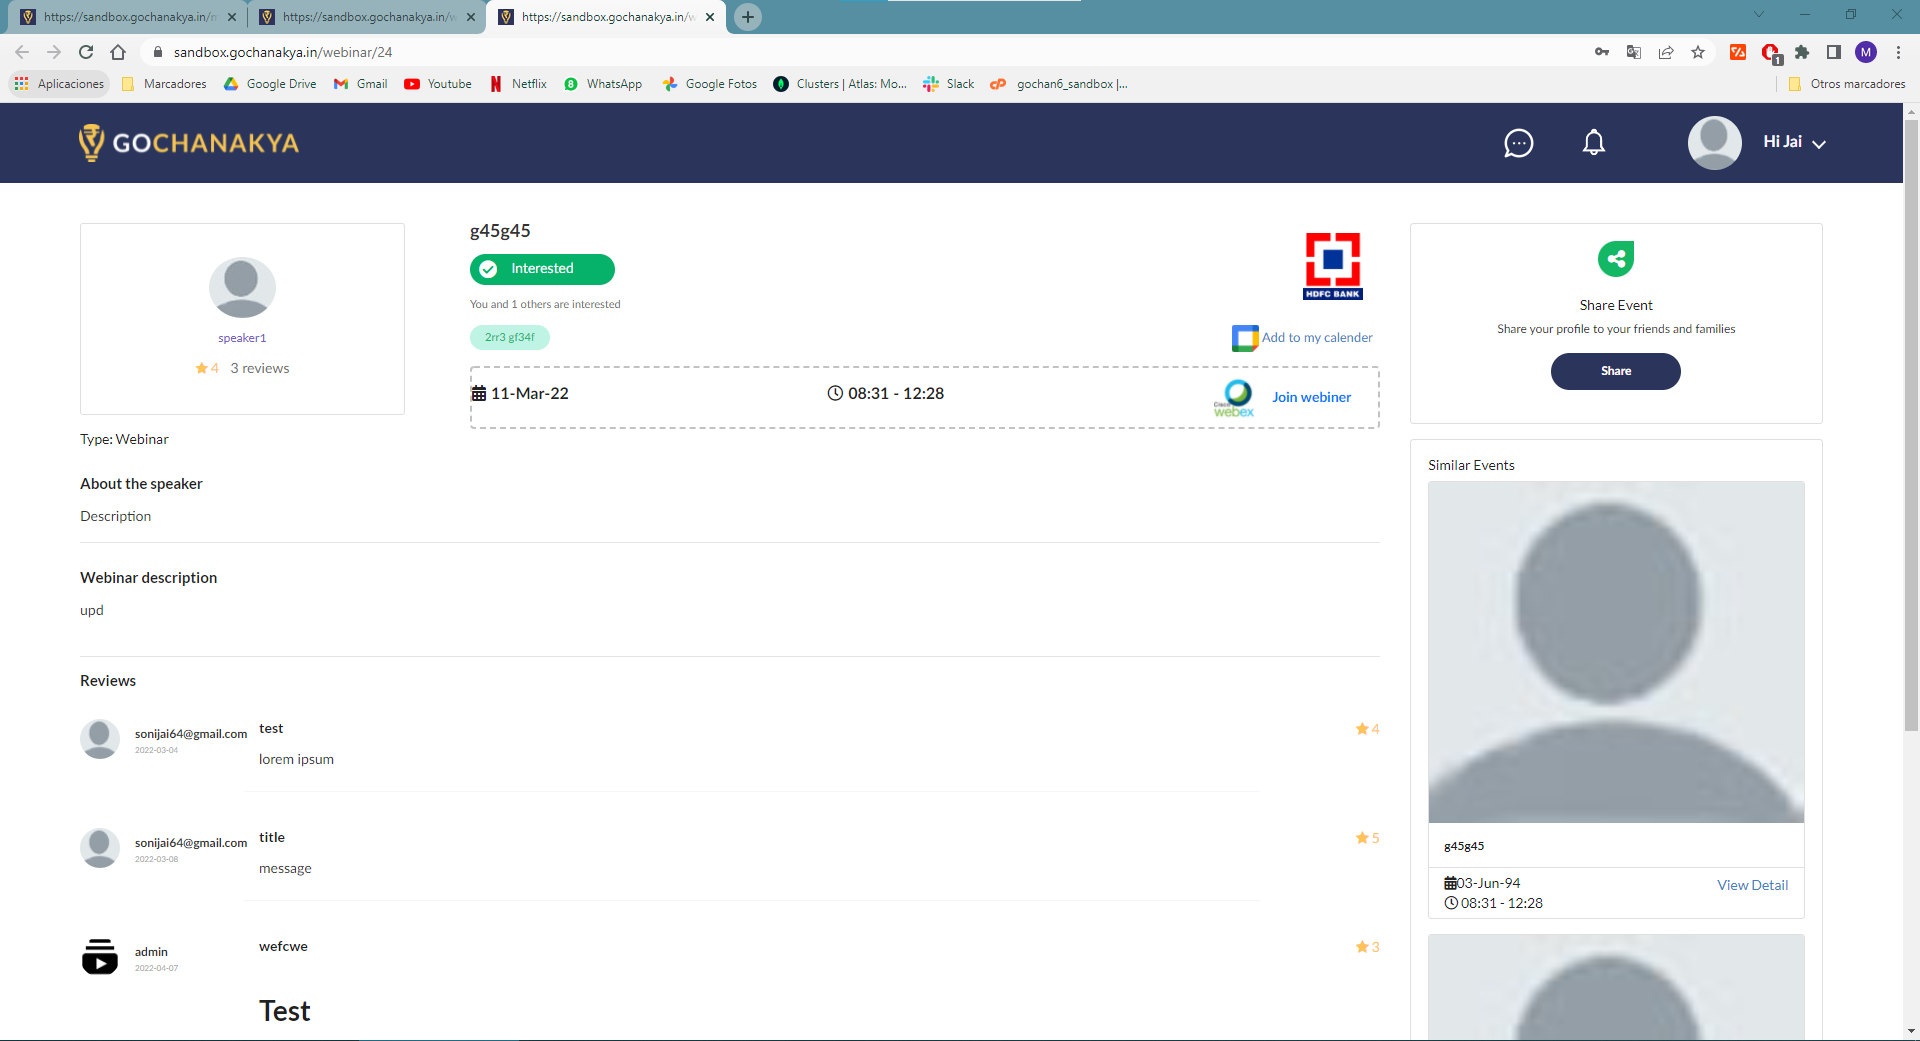 https://sandbox.gochanakya.in/m
https://sandbox.gochanakya.in/w
https://sandbox.gochanakya.in/w
sandbox.gochanakya.in/webinar/24
1
M
Aplicaciones
Marcadores
Google Drive
Gmail
Youtube
Netflix
8
WhatsApp
Google Fotos
Clusters | Atlas: Mo...
Slack
gochan6_sandbox |...
Otros marcadores
GOCHANAKYA
Hi Jai
speaker1
4 3 reviews
g45g45
Interested
You and 1 others are interested
2rr3 gf34f
HDFC BANK
Add to my calender
11-Mar-22
08:31 - 12:28
Cisco
webex
Join webiner
Share Event
Share your profile to your friends and families
Share
Type: Webinar
About the speaker
Description
Webinar description
upd
Reviews
sonijai64@gmail.com
2022-03-04
test
lorem ipsum
4
sonijai64@gmail.com
2022-03-08
title
message
5
admin
2022-04-07
wefcwe
3
Test
Similar Events
g45g45
03-Jun-94
View Detail
08:31 - 12:28